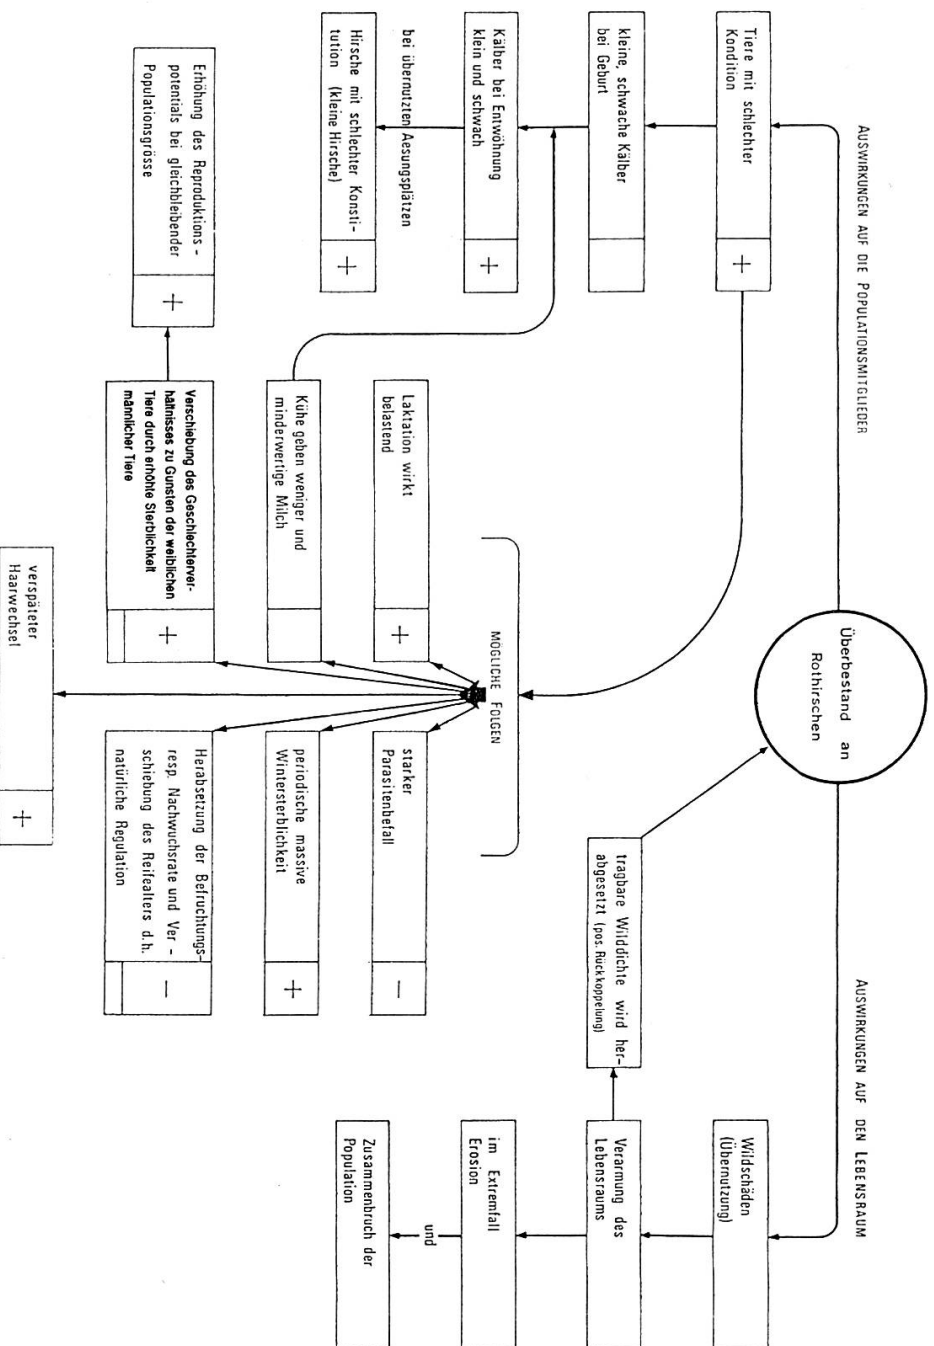 AUSWIRKUNGEN AUF DIE POPULATIONSMITGLIEDER
AUSWIRKUNGEN AUF DEN LEBENSRAUM
Überbestand an
Rothirschen
Tiere mit schlechter
Kondition
+
kleine, schwache Kälber
bei Geburt
Kälber bei Entwöhnung
klein und schwach
+
bei übernutzten Aesungsplätzen
Hirsche mit schlechter Konsti-
tution (kleine Hirsche)
+
Erhöhung des Reproduktions-
potentials bei gleichbleibender
Populationsgrösse
+
MÖGLICHE FOLGEN
Laktation wirkt
belastend
+
Kühe geben weniger und
minderwertige Milch
Verschiebung des Geschlechterver-
hältnisses zu Gunsten der weiblichen
Tiere durch erhöhte Sterblichkeit
männlicher Tiere
+
verspäteter
Haarwechsel
+
starker
Parasitenbefall
–
periodische massive
Wintersterblichkeit
+
Herabsetzung der Befruchtungs-
resp. Nachwuchsrate und Ver-
schiebung des Reifealters d.h.
natürliche Regulation
–
tragbare Wilddichte wird her-
abgesetzt (pos. Rückkoppelung)
Wildschäden
(Übernutzung)
Verarmung des
Lebensraums
im Extremfall
Erosion
und
Zusammenbruch der
Population